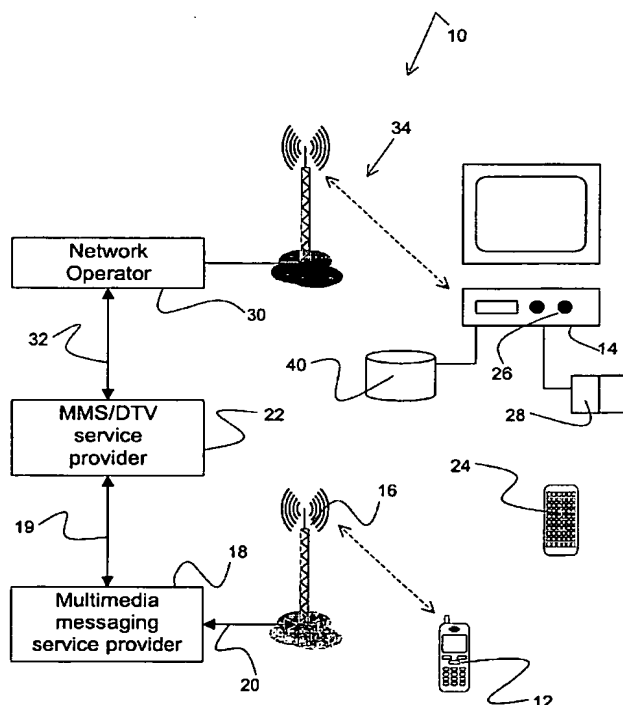 10
34
Network
Operator
30
32
26
14
40
28
MMS/DTV
service
provider
22
24
19
16
18
Multimedia
messaging
service provider
20
12